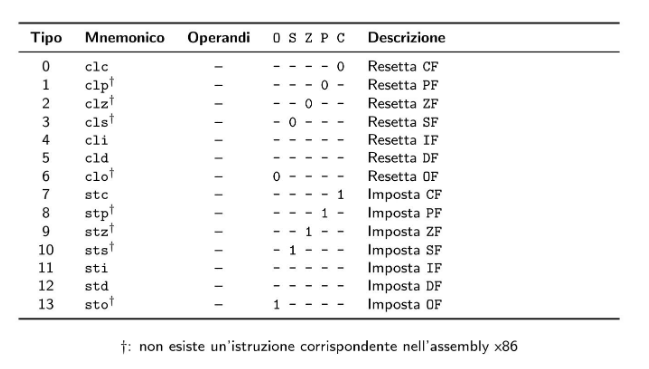 Tipo Mnemonico Operandi O S Z P C Descrizione
0 clc – - - - - 0 Resetta CF
1 clp† – - - - 0 - Resetta PF
2 clz† – - - 0 - - Resetta ZF
3 cls† – - 0 - - - Resetta SF
4 cli – - - - - - Resetta IF
5 cld – - - - - - Resetta DF
6 clo† – 0 - - - - Resetta OF
7 stc – - - - - 1 Imposta CF
8 stp† – - - - 1 - Imposta PF
9 stz† – - - 1 - - Imposta ZF
10 sts† – - 1 - - - Imposta SF
11 sti – - - - - - Imposta IF
12 std – - - - - - Imposta DF
13 sto† – 1 - - - - Imposta OF
†: non esiste un'istruzione corrispondente nell'assembly x86